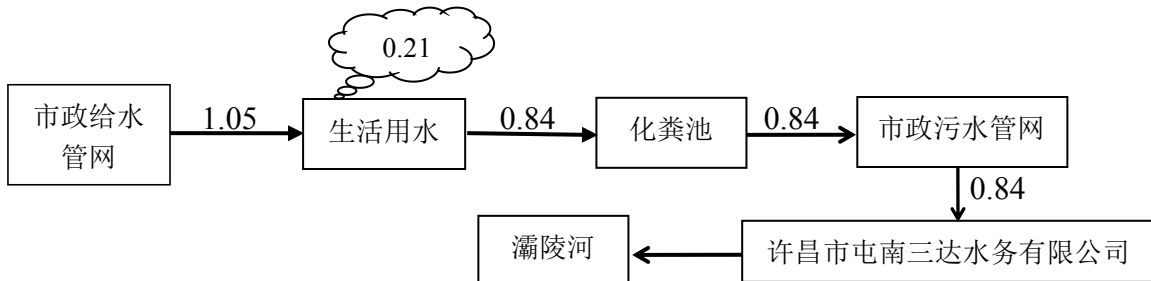 0.21
市政给水
管网
1.05
生活用水
0.84
化粪池
0.84
市政污水管网
0.84
灞陵河
许昌市屯南三达水务有限公司